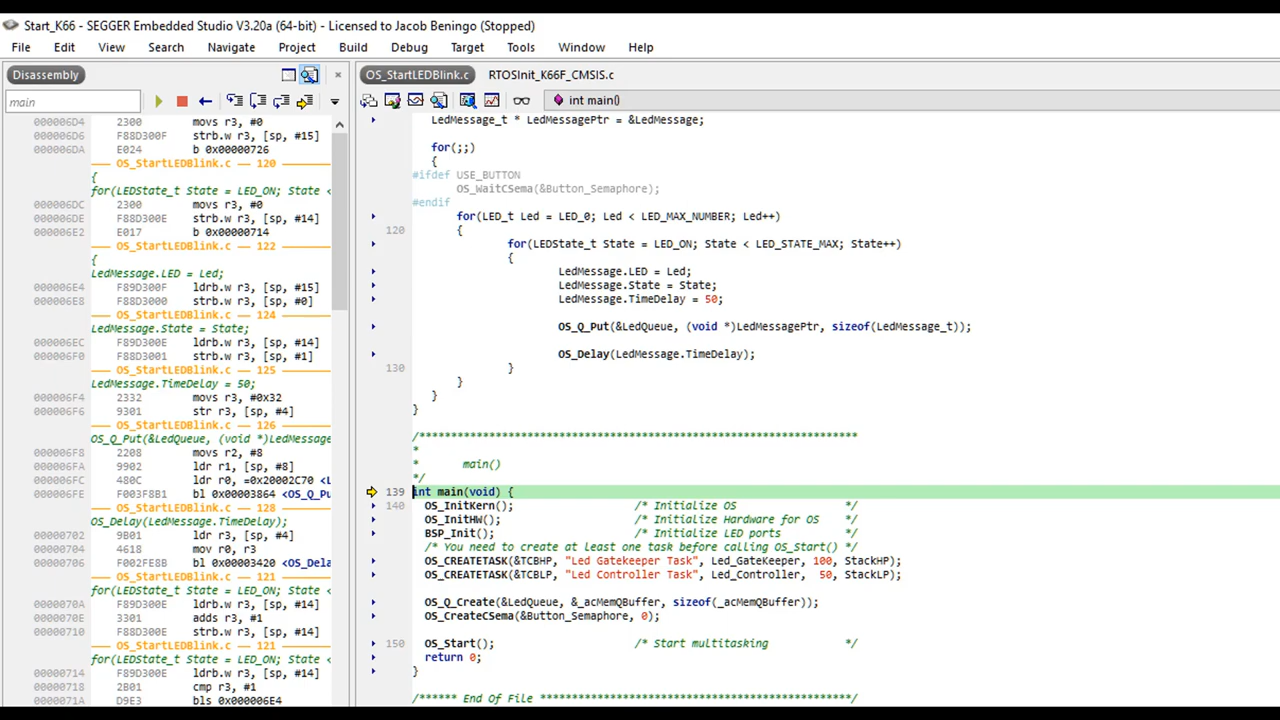 Start_K66 - SEGGER Embedded Studio V3.20a (64-bit) - Licensed to Jacob Beningo (Stopped)
File Edit View Search Navigate Project Build Debug Target Tools Window Help
Disassembly
main
000006D4 2300 movs r3, #0
000006D6 F88D300F strb.w r3, [sp, #15]
000006DA E024 b 0x00000726
OS_StartLEDBlink.c — 120
{
for(LEDState_t State = LED_ON; State <
000006DC 2300 movs r3, #0
000006DE F88D300E strb.w r3, [sp, #14]
000006E2 E017 b 0x00000714
OS_StartLEDBlink.c — 122
{
LedMessage.LED = Led;
000006E4 F89D300F ldrb.w r3, [sp, #15]
000006E8 F88D3000 strb.w r3, [sp, #0]
OS_StartLEDBlink.c — 124
LedMessage.State = State;
000006EC F89D300E ldrb.w r3, [sp, #14]
000006F0 F88D3001 strb.w r3, [sp, #1]
OS_StartLEDBlink.c — 125
LedMessage.TimeDelay = 50;
000006F4 2332 movs r3, #0x32
000006F6 9301 str r3, [sp, #4]
OS_StartLEDBlink.c — 126
OS_Q_Put(&LedQueue, (void *)LedMessage
000006F8 2208 movs r2, #8
000006FA 9902 ldr r1, [sp, #8]
000006FC 480C ldr r0, =0x20002C70 <L
000006FE F003F8B1 bl 0x00003864 <OS_Q_Pu
OS_StartLEDBlink.c — 128
OS_Delay(LedMessage.TimeDelay);
00000702 9B01 ldr r3, [sp, #4]
00000704 4618 mov r0, r3
00000706 F002FE8B bl 0x00003420 <OS_Dela
OS_StartLEDBlink.c — 121
for(LEDState_t State = LED_ON; State <
0000070A F89D300E ldrb.w r3, [sp, #14]
0000070E 3301 adds r3, #1
00000710 F88D300E strb.w r3, [sp, #14]
OS_StartLEDBlink.c — 121
for(LEDState_t State = LED_ON; State <
00000714 F89D300E ldrb.w r3, [sp, #14]
00000718 2B01 cmp r3, #1
0000071A D9E3 bls 0x000006E4
OS_StartLEDBlink.c RTOSInit_K66F_CMSIS.c
int main()
LedMessage_t * LedMessagePtr = &LedMessage;
for(;;)
{
#ifdef USE_BUTTON
OS_WaitCSema(&Button_Semaphore);
#endif
for(LED_t Led = LED_0; Led < LED_MAX_NUMBER; Led++)
120 {
for(LEDState_t State = LED_ON; State < LED_STATE_MAX; State++)
{
LedMessage.LED = Led;
LedMessage.State = State;
LedMessage.TimeDelay = 50;
OS_Q_Put(&LedQueue, (void *)LedMessagePtr, sizeof(LedMessage_t));
OS_Delay(LedMessage.TimeDelay);
130 }
}
}
}
/*********************************************************************
*
* main()
*/
139 int main(void) {
140 OS_InitKern(); /* Initialize OS */
OS_InitHW(); /* Initialize Hardware for OS */
BSP_Init(); /* Initialize LED ports */
/* You need to create at least one task before calling OS_Start() */
OS_CREATETASK(&TCBHP, "Led Gatekeeper Task", Led_GateKeeper, 100, StackHP);
OS_CREATETASK(&TCBLP, "Led Controller Task", Led_Controller, 50, StackLP);
OS_Q_Create(&LedQueue, &_acMemQBuffer, sizeof(_acMemQBuffer));
OS_CreateCSema(&Button_Semaphore, 0);
150 OS_Start(); /* Start multitasking */
return 0;
}
/****** End Of File *************************************************/